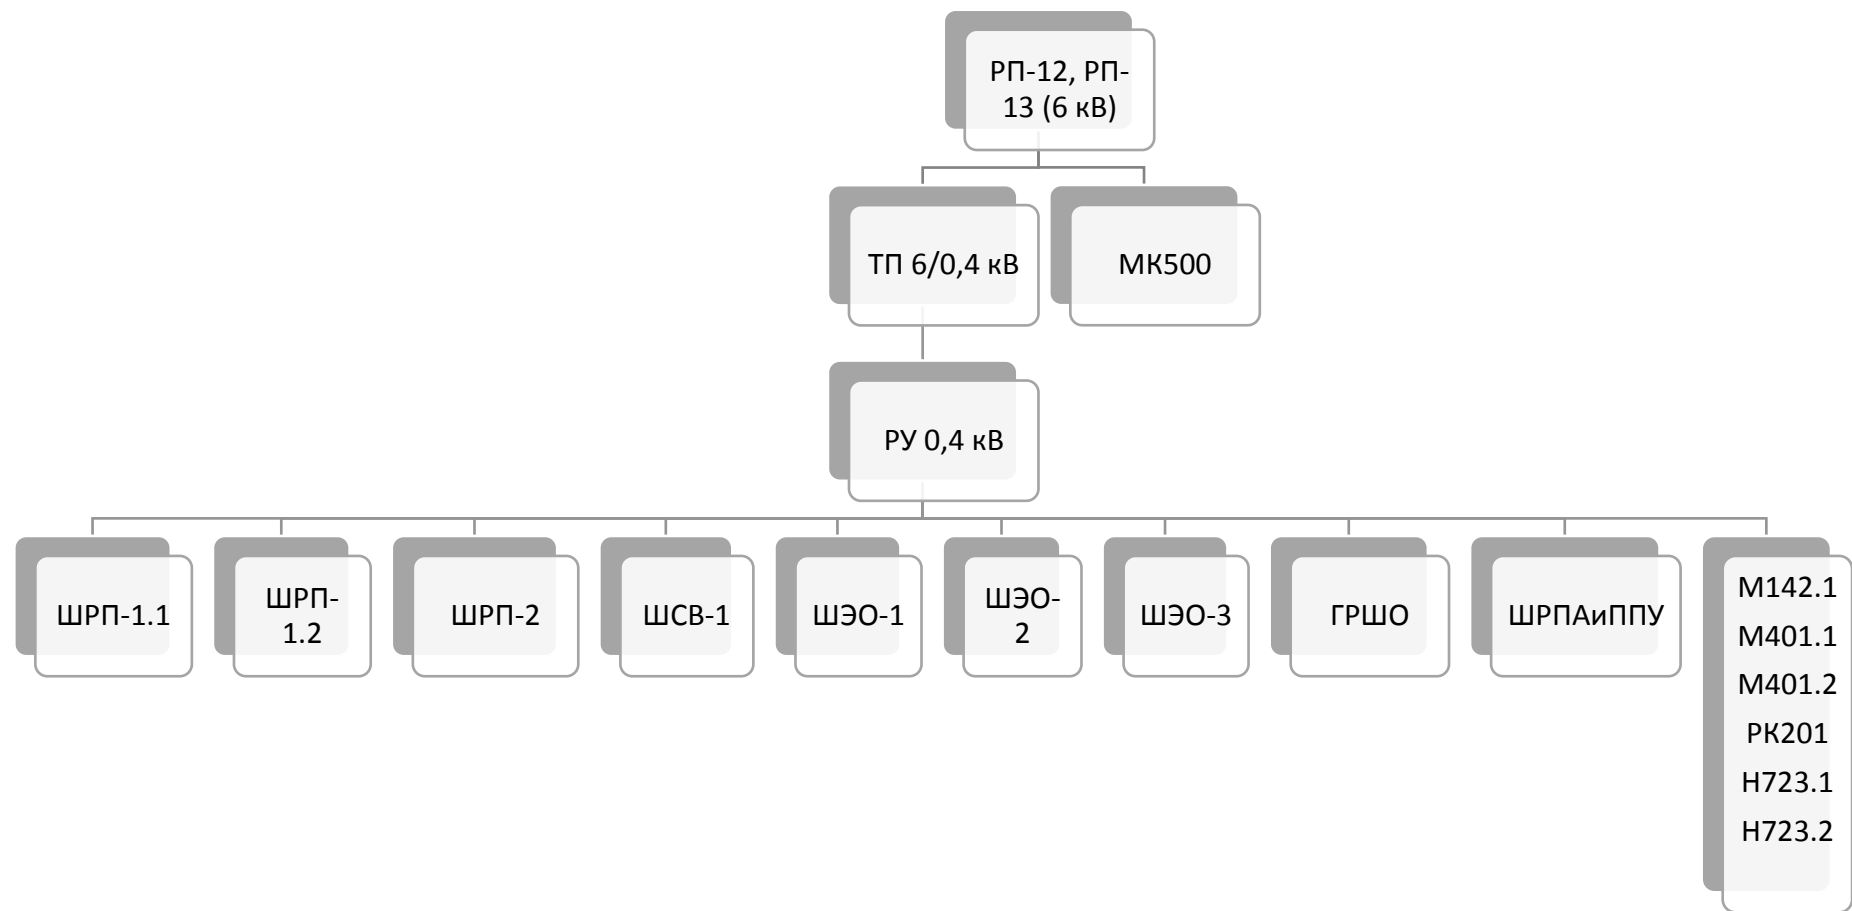 РП-12, РП-
13 (6 кВ)
ТП 6/0,4 кВ
МК500
РУ 0,4 кВ
ШРП-1.1
ШРП-
1.2
ШРП-2
ШСВ-1
ШЭО-1
ШЭО-
2
ШЭО-3
ГРЩО
ШРПАиППУ
М142.1
М401.1
М401.2
РК201
Н723.1
Н723.2